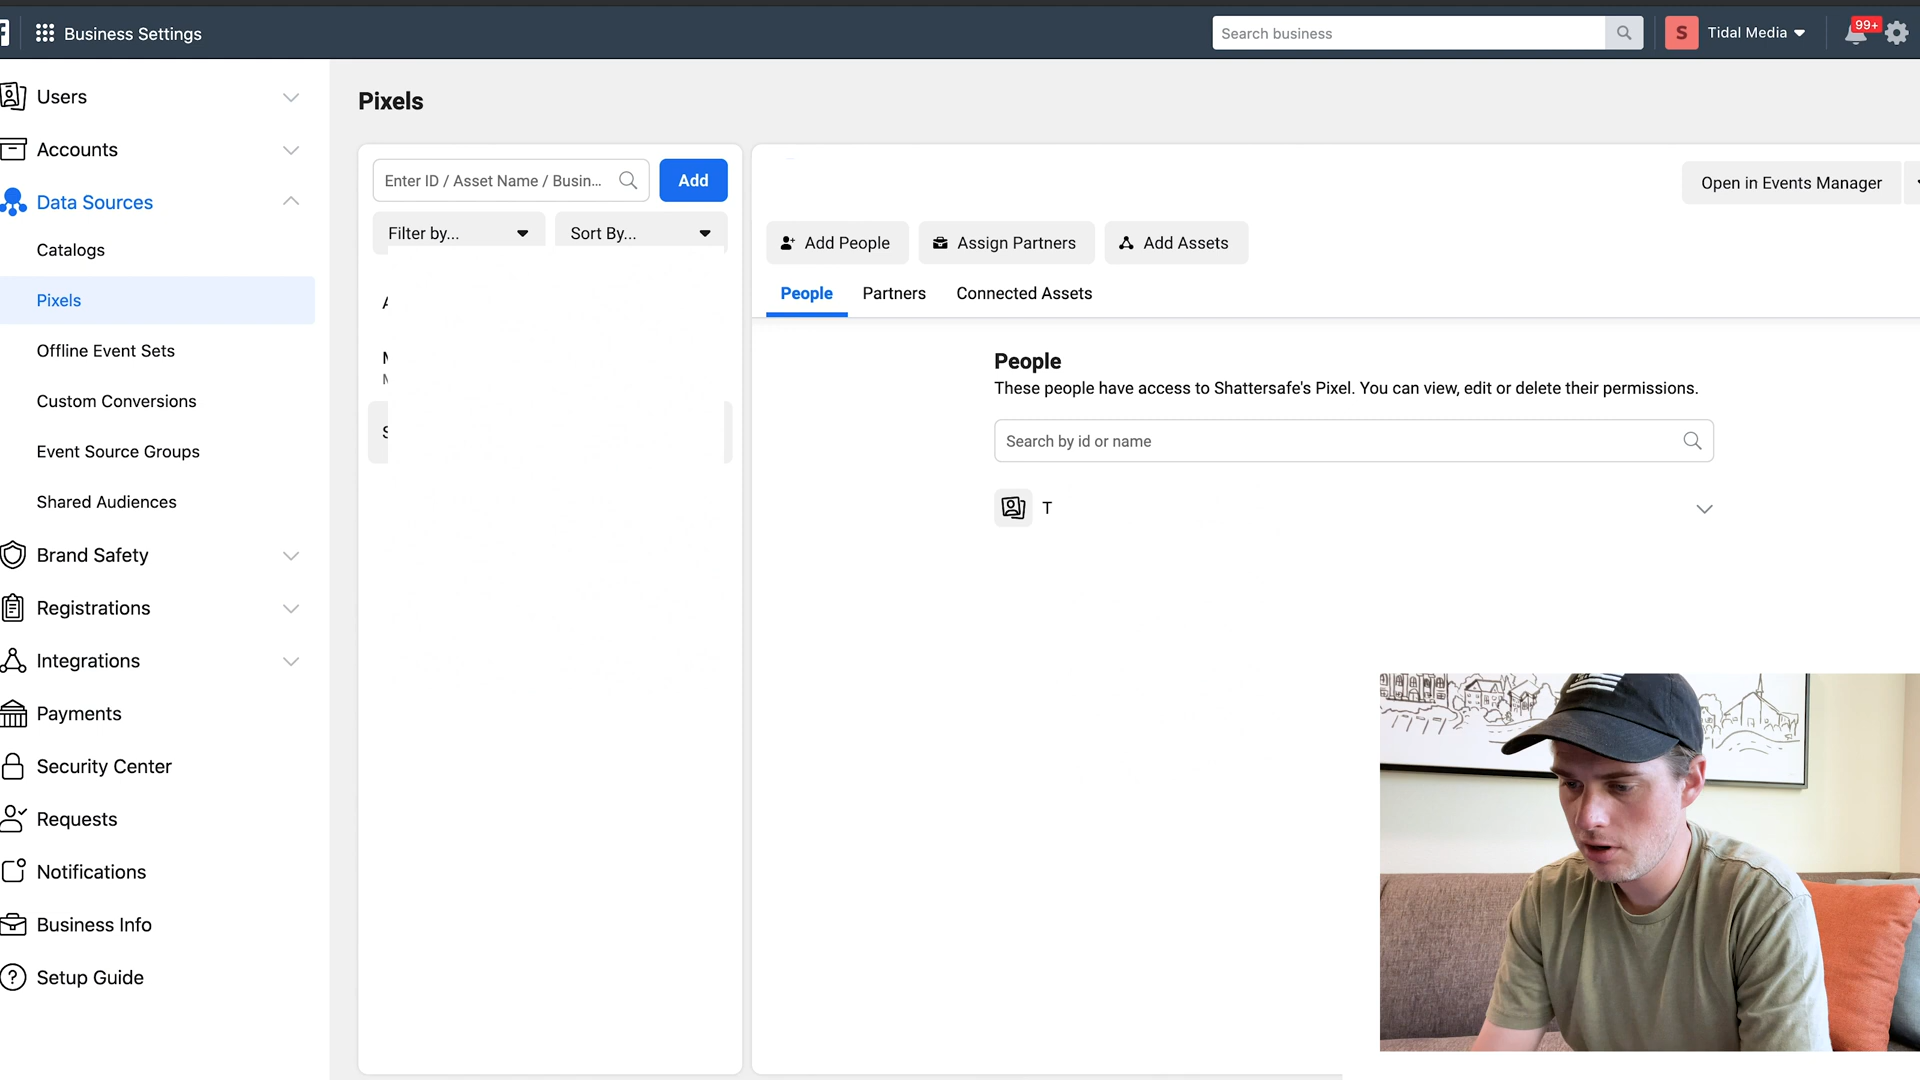 Business Settings
Search business
S
Tidal Media
99+
Users
Accounts
Data Sources
Catalogs
Pixels
Offline Event Sets
Custom Conversions
Event Source Groups
Shared Audiences
Brand Safety
Registrations
Integrations
Payments
Security Center
Requests
Notifications
Business Info
Setup Guide
Pixels
Enter ID / Asset Name / Busin...
Add
Filter by...
Sort By...
Open in Events Manager
Add People
Assign Partners
Add Assets
People
Partners
Connected Assets
People
These people have access to Shattersafe's Pixel. You can view, edit or delete their permissions.
Search by id or name
T